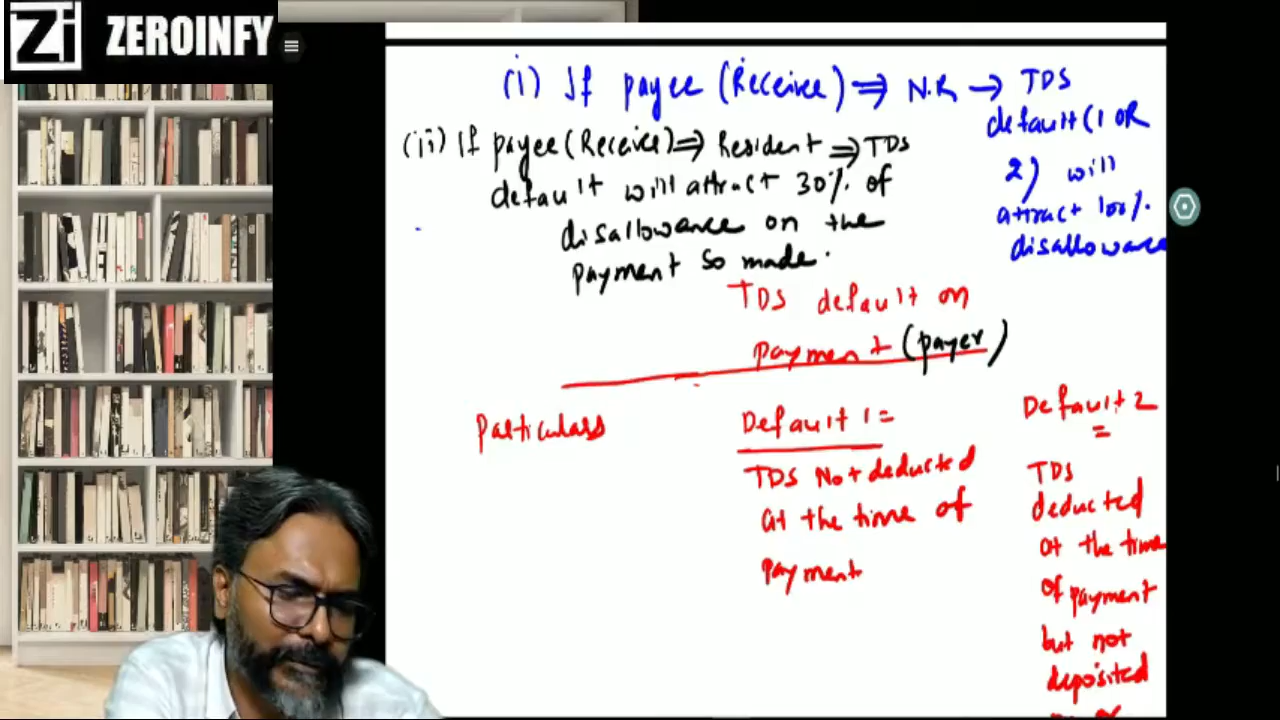 Zi ZEROINFY
(i) If payee (Receive) ⇒ N.R → TDS
default (1 OR
2) will
attract 100%.
disallowance
(ii) If payee (Receive) ⇒ Resident ⇒ TDS
default will attract 30%. of
disallowance on the
payment so made.
TDS default on
payment (payer)
Particulars
Default 1 =
TDS Not deducted
at the time of
payment
Default 2
=
TDS
deducted
at the time
of payment
but not
deposited